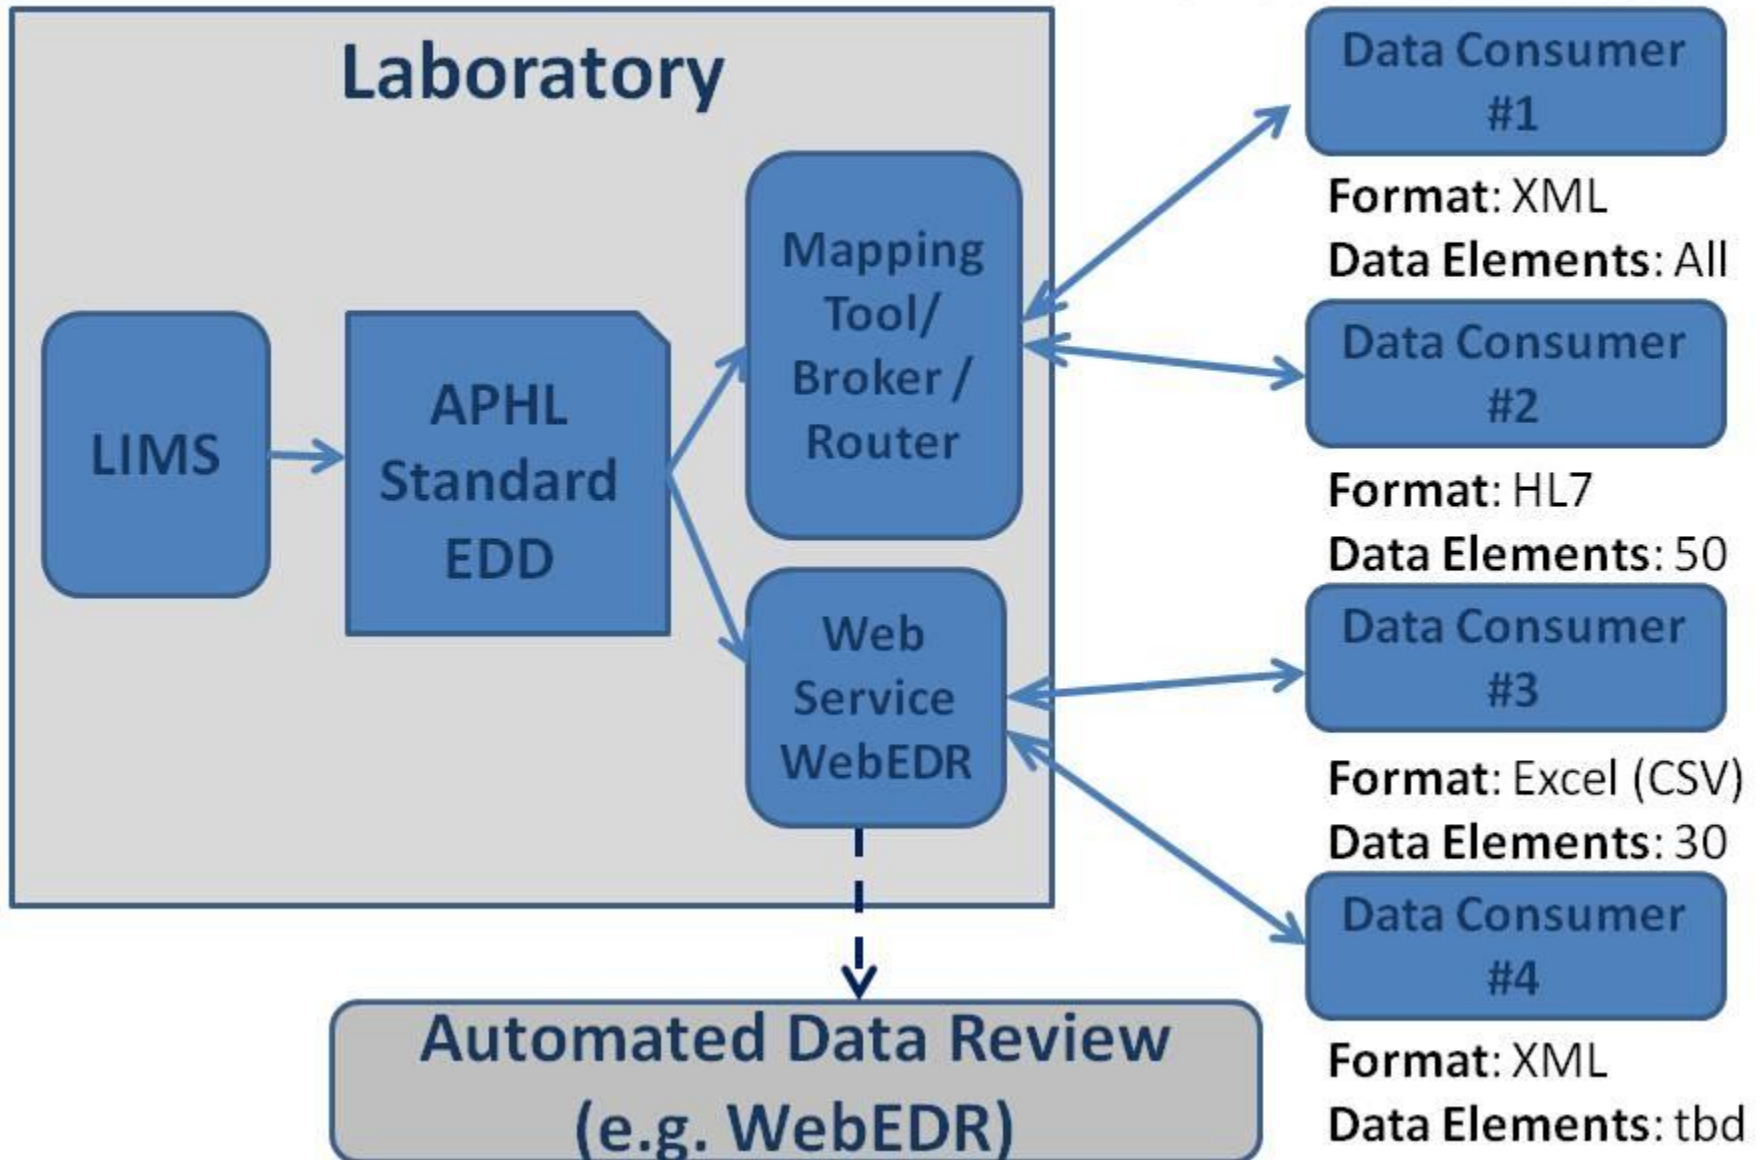 Laboratory
LIMS
APHL
Standard
EDD
Mapping
Tool/
Broker /
Router
Web
Service
WebEDR
Automated Data Review
(e.g. WebEDR)
Data Consumer
#1
Format: XML
Data Elements: All
Data Consumer
#2
Format: HL7
Data Elements: 50
Data Consumer
#3
Format: Excel (CSV)
Data Elements: 30
Data Consumer
#4
Format: XML
Data Elements: tbd